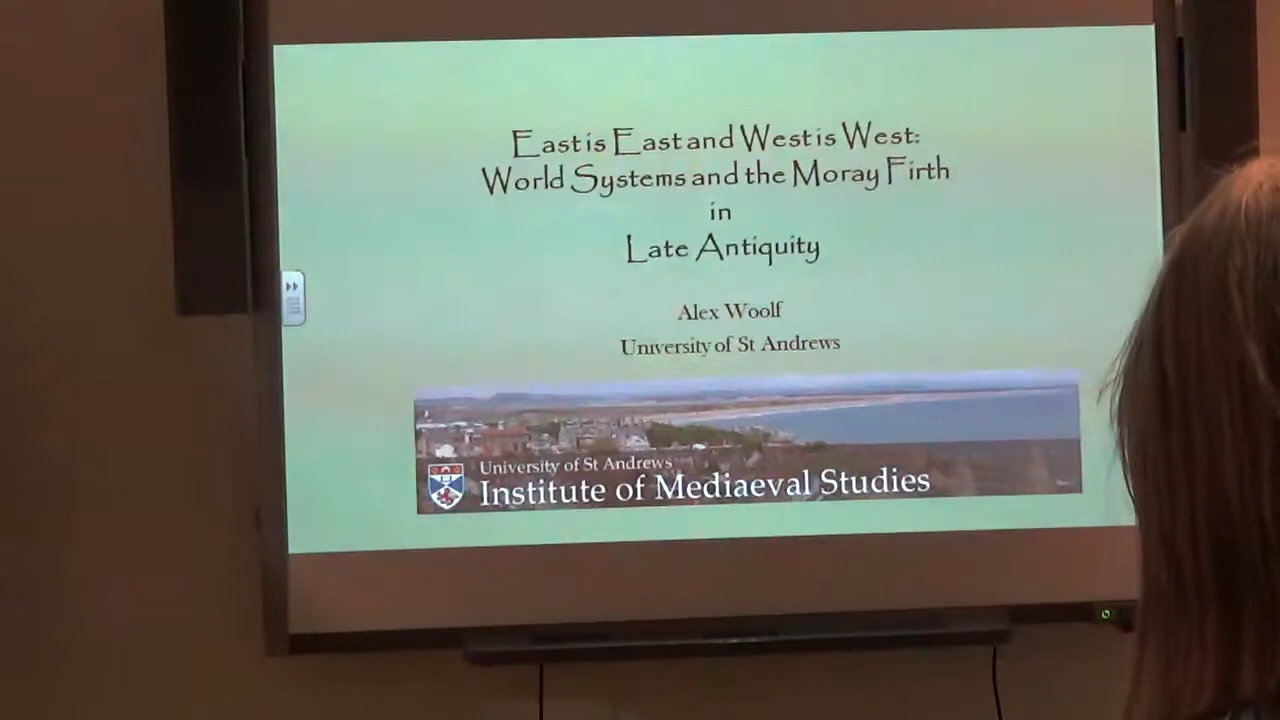 East is East and West is West:
World Systems and the Moray Firth
in
Late Antiquity
Alex Woolf
University of St Andrews
University of St Andrews
Institute of Mediaeval Studies